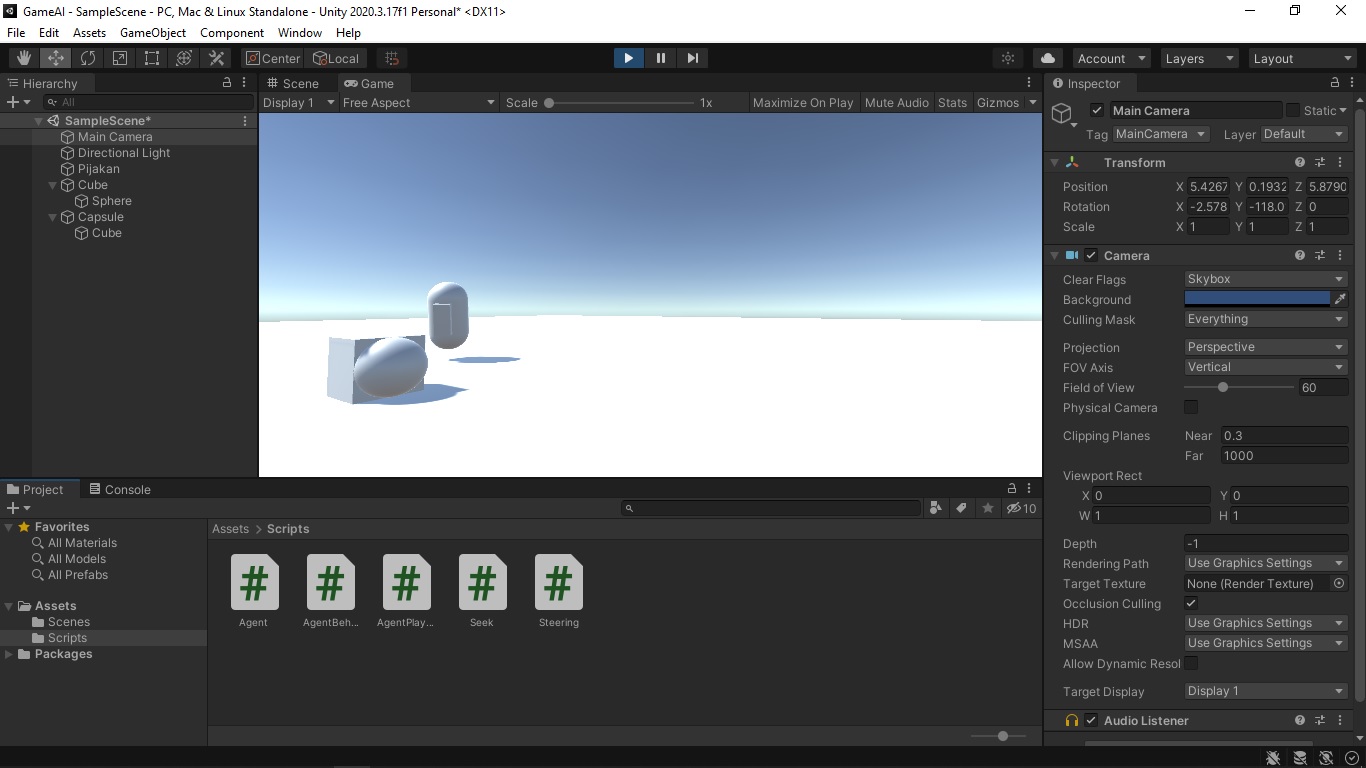 GameAI - SampleScene - PC, Mac & Linux Standalone - Unity 2020.3.17f1 Personal* <DX11>
File Edit Assets GameObject Component Window Help
Center Local Account Layers Layout
Hierarchy
All
SampleScene*
Main Camera
Directional Light
Pijakan
Cube
Sphere
Capsule
Cube
Scene Game
Display 1 Free Aspect Scale 1x Maximize On Play Mute Audio Stats Gizmos
Inspector
Main Camera Static
Tag MainCamera Layer Default
Transform
Position X 5.4267 Y 0.1932 Z 5.8790
Rotation X -2.578 Y -118.0 Z 0
Scale X 1 Y 1 Z 1
Camera
Clear Flags Skybox
Background
Culling Mask Everything
Projection Perspective
FOV Axis Vertical
Field of View 60
Physical Camera
Clipping Planes Near 0.3
Far 1000
Viewport Rect
X 0 Y 0
W 1 H 1
Depth -1
Rendering Path Use Graphics Settings
Target Texture None (Render Texture)
Occlusion Culling
HDR Use Graphics Settings
MSAA Use Graphics Settings
Allow Dynamic Resol
Target Display Display 1
Audio Listener
Project Console
10
Favorites
All Materials
All Models
All Prefabs
Assets
Scenes
Scripts
Packages
Assets > Scripts
# # # # #
Agent AgentBeh... AgentPlay... Seek Steering